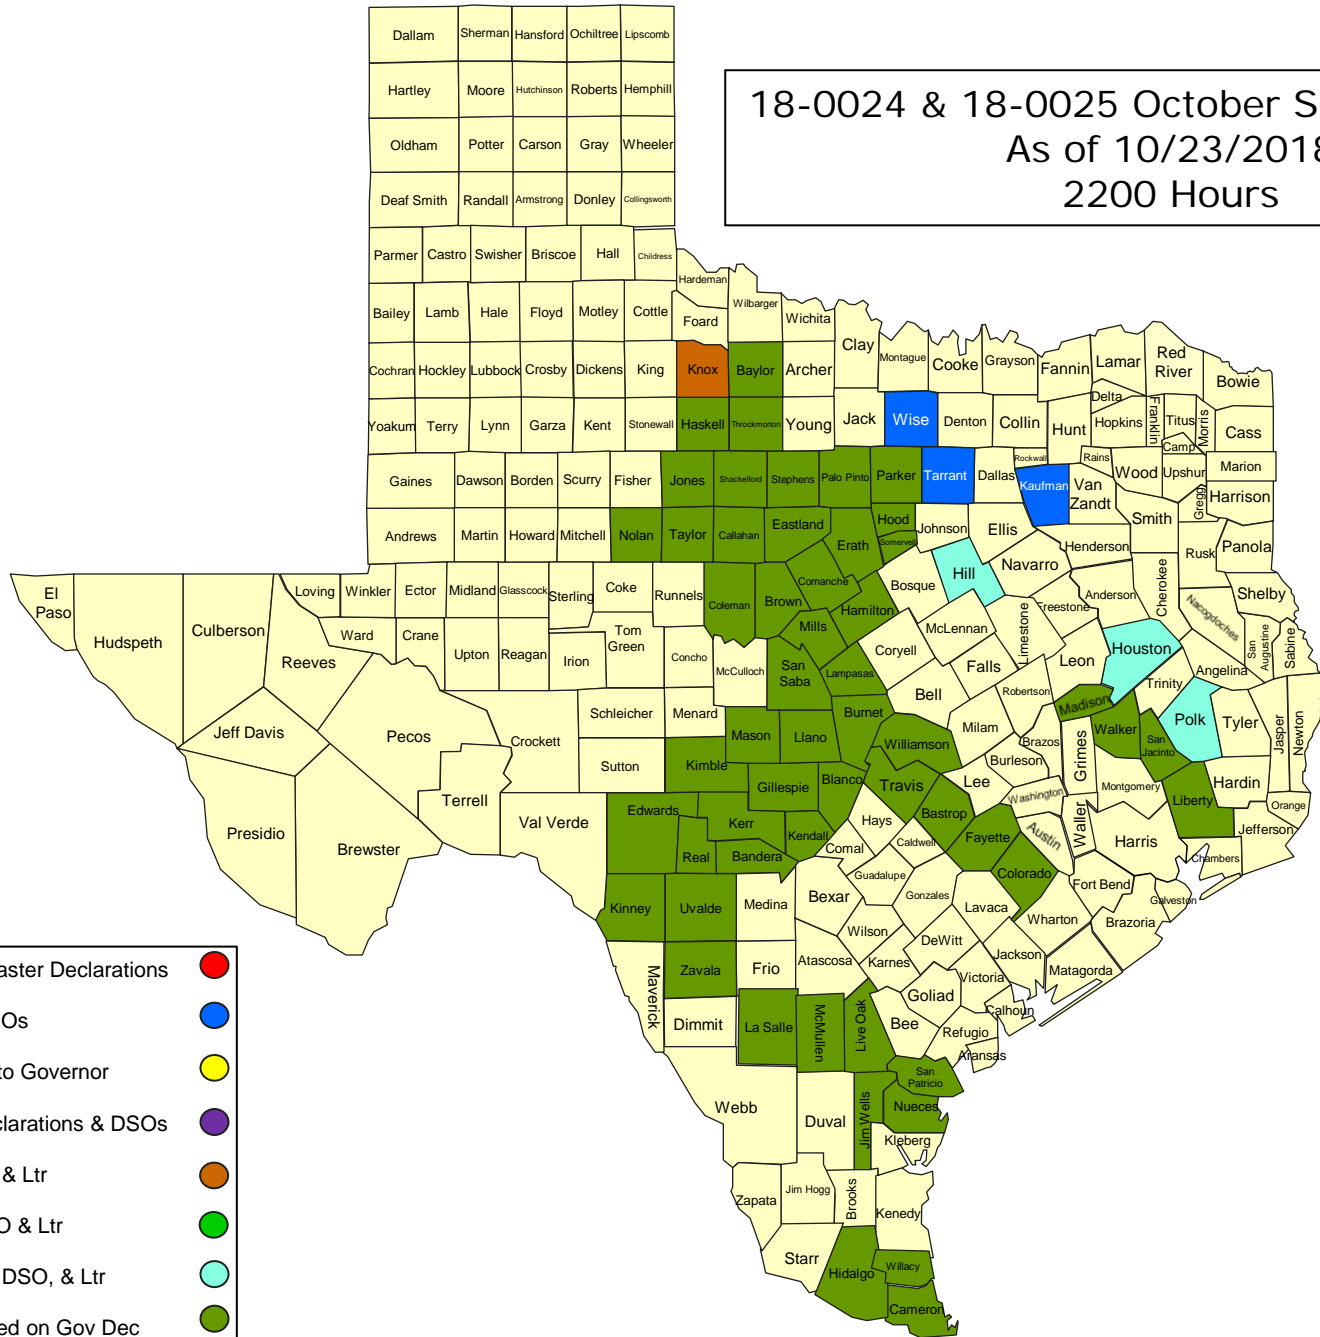 Dallam Sherman Hansford Ochiltree Lipscomb
Hartley Moore Hutchinson Roberts Hemphill
18-0024 & 18-0025 October S
As of 10/23/2018
2200 Hours
Oldham Potter Carson Gray Wheeler
Deaf Smith Randall Armstrong Donley Collingsworth
Parmer Castro Swisher Briscoe Hall Childress
Hardeman
Bailey Lamb Hale Floyd Motley Cottle Foard Wilbarger Wichita
Clay Montague Cooke Grayson Fannin Lamar Red
River Bowie
Cochran Hockley Lubbock Crosby Dickens King Knox Baylor Archer
Delta
Yoakum Terry Lynn Garza Kent Stonewall Haskell Throckmorton Young Jack Wise Denton Collin Hunt Hopkins Franklin Titus Morris Cass
Camp
Rockwall Rains Wood Upshur Marion
Gaines Dawson Borden Scurry Fisher Jones Shackelford Stephens Palo Pinto Parker Tarrant Dallas Kaufman Van
Zandt Gregg Harrison
Andrews Martin Howard Mitchell Nolan Taylor Callahan Eastland Erath Hood Somervell Johnson Ellis Henderson Smith Rusk Panola
El
Paso Hudspeth Culberson Loving Winkler Ector Midland Glasscock Sterling Coke Runnels Coleman Brown Comanche Hamilton Bosque Hill Navarro Freestone Anderson Cherokee Nacogdoches Shelby
Reeves Ward Crane Upton Reagan Irion Tom
Green Concho McCulloch San
Saba Mills Lampasas Coryell McLennan Limestone Falls Leon Houston Angelina San
Augustine Sabine
Jeff Davis Pecos Crockett Schleicher Menard Mason Llano Burnet Bell Milam Robertson Madison Trinity Polk Tyler Jasper Newton
Sutton Kimble Gillespie Blanco Williamson Travis Lee Burleson Brazos Grimes Walker San
Jacinto
Presidio Brewster Terrell Val Verde Edwards Real Kerr Bandera Kendall Hays Comal Caldwell Bastrop Fayette Washington Austin Waller Montgomery Liberty Hardin Orange
Harris Chambers Jefferson
Kinney Uvalde Medina Bexar Guadalupe Gonzales Lavaca Colorado Wharton Fort Bend Brazoria Galveston
Maverick Zavala Frio Atascosa Wilson Karnes DeWitt Victoria Jackson Matagorda
Dimmit La Salle McMullen Live Oak Bee Goliad Refugio Calhoun Aransas
Webb Duval Jim Wells San
Patricio Nueces Kleberg
Zapata Jim Hogg Brooks Kenedy
Starr Hidalgo Willacy
Cameron
aster Declarations
Os
to Governor
clarations & DSOs
& Ltr
O & Ltr
DSO, & Ltr
ed on Gov Dec